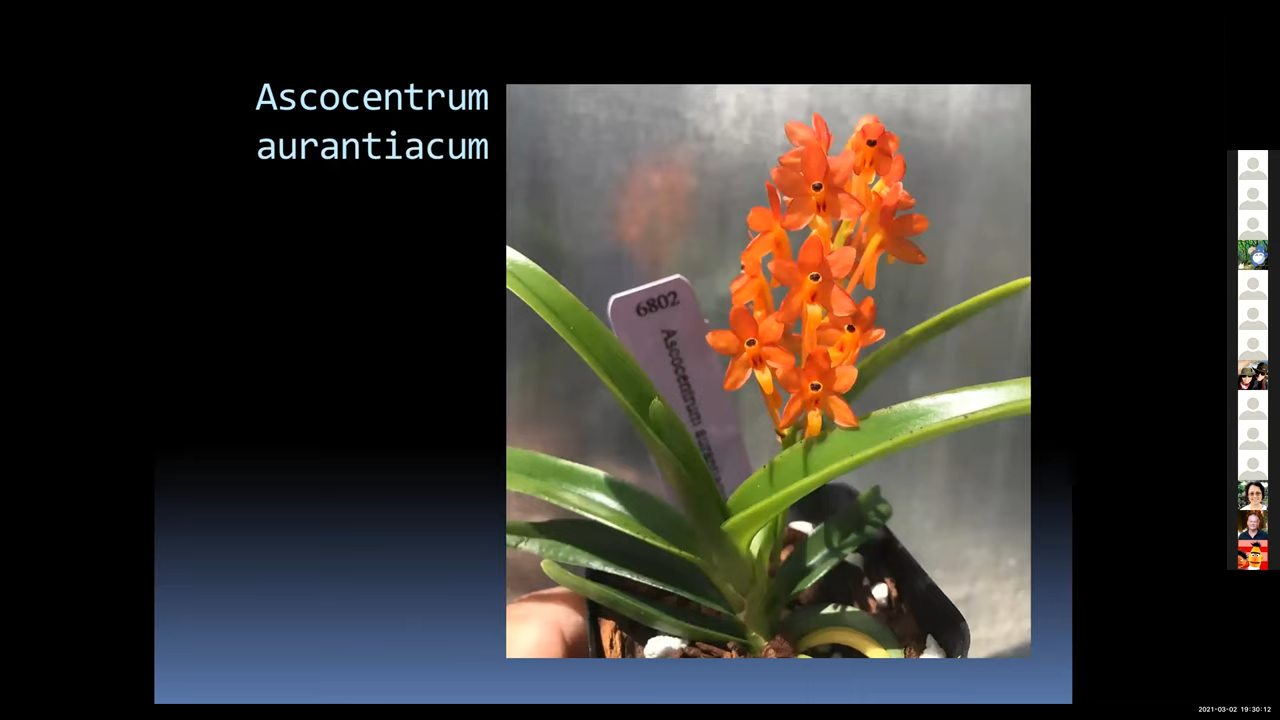 Ascocentrum
aurantiacum
6802
Ascocentrum
2021-03-02 19:30:12